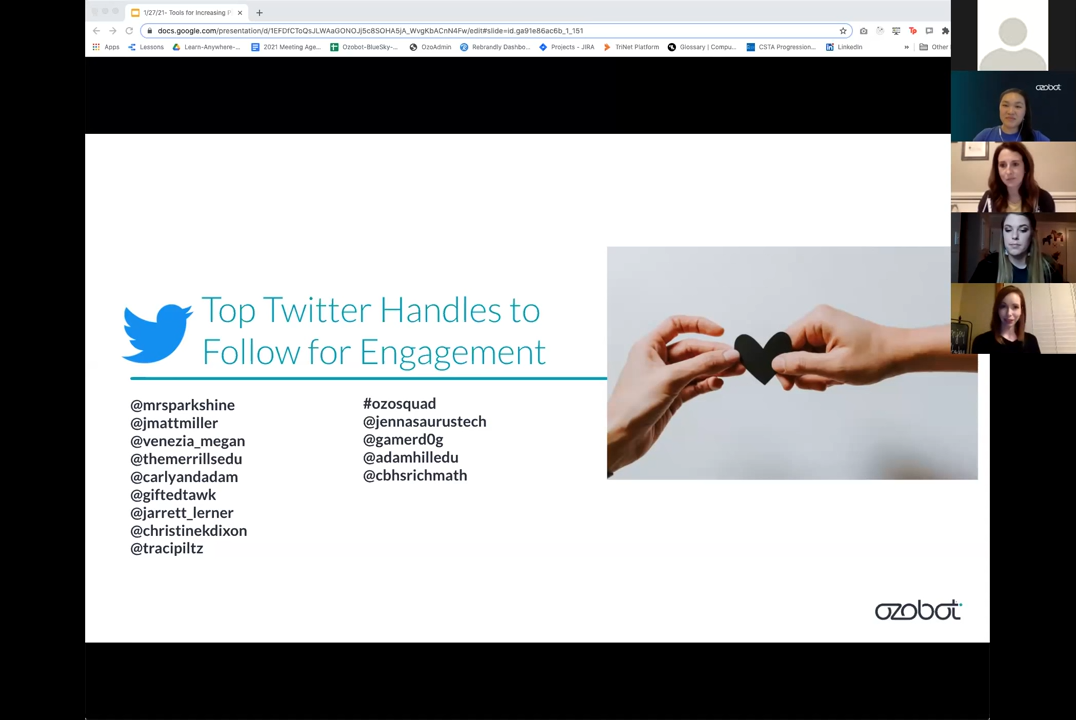 1/27/21- Tools for Increasing
docs.google.com/presentation/d/1EFDfCToQsJLWAaGONOJj5c8SOHA5jA_WvgKbACnN4Fw/edit#slide=id.ga91e86ac6b_1_151
Apps Lessons Learn-Anywhere-... 2021 Meeting Age... Ozobot-BlueSky-... OzoAdmin Rebrandly Dashbo... Projects - JIRA TriNet Platform Glossary | Compu... CSTA Progression... LinkedIn » Other
ozobot
Top Twitter Handles to
Follow for Engagement
@mrsparkshine
@jmattmiller
@venezia_megan
@themerrillsedu
@carlyandadam
@giftedtawk
@jarrett_lerner
@christinekdixon
@tracipiltz
#ozosquad
@jennasaurustech
@gamerd0g
@adamhilledu
@cbhsrichmath
ozobot